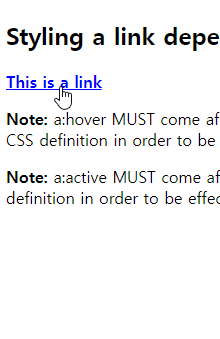 Styling a link depe
This is a link
Note: a:hover MUST come af
CSS definition in order to be
Note: a:active MUST come af
definition in order to be effec